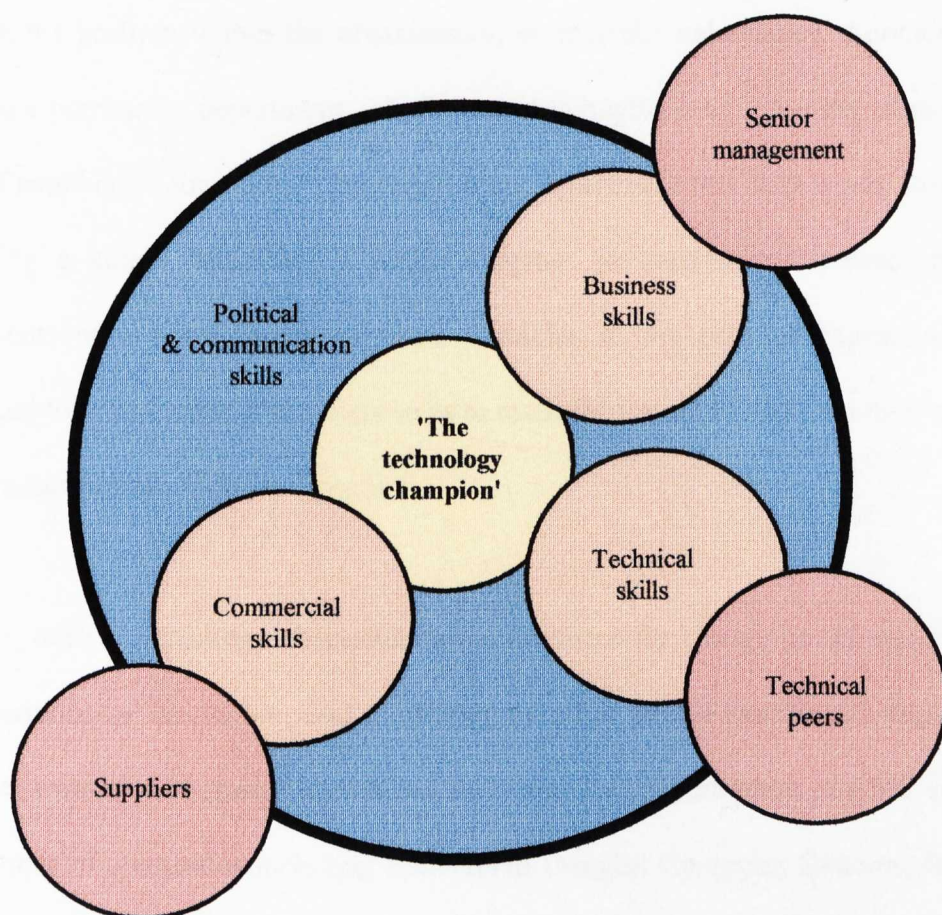 Senior
management
Business
skills
Political
& communication
skills
'The
technology
champion'
Technical
skills
Commercial
skills
Technical
peers
Suppliers